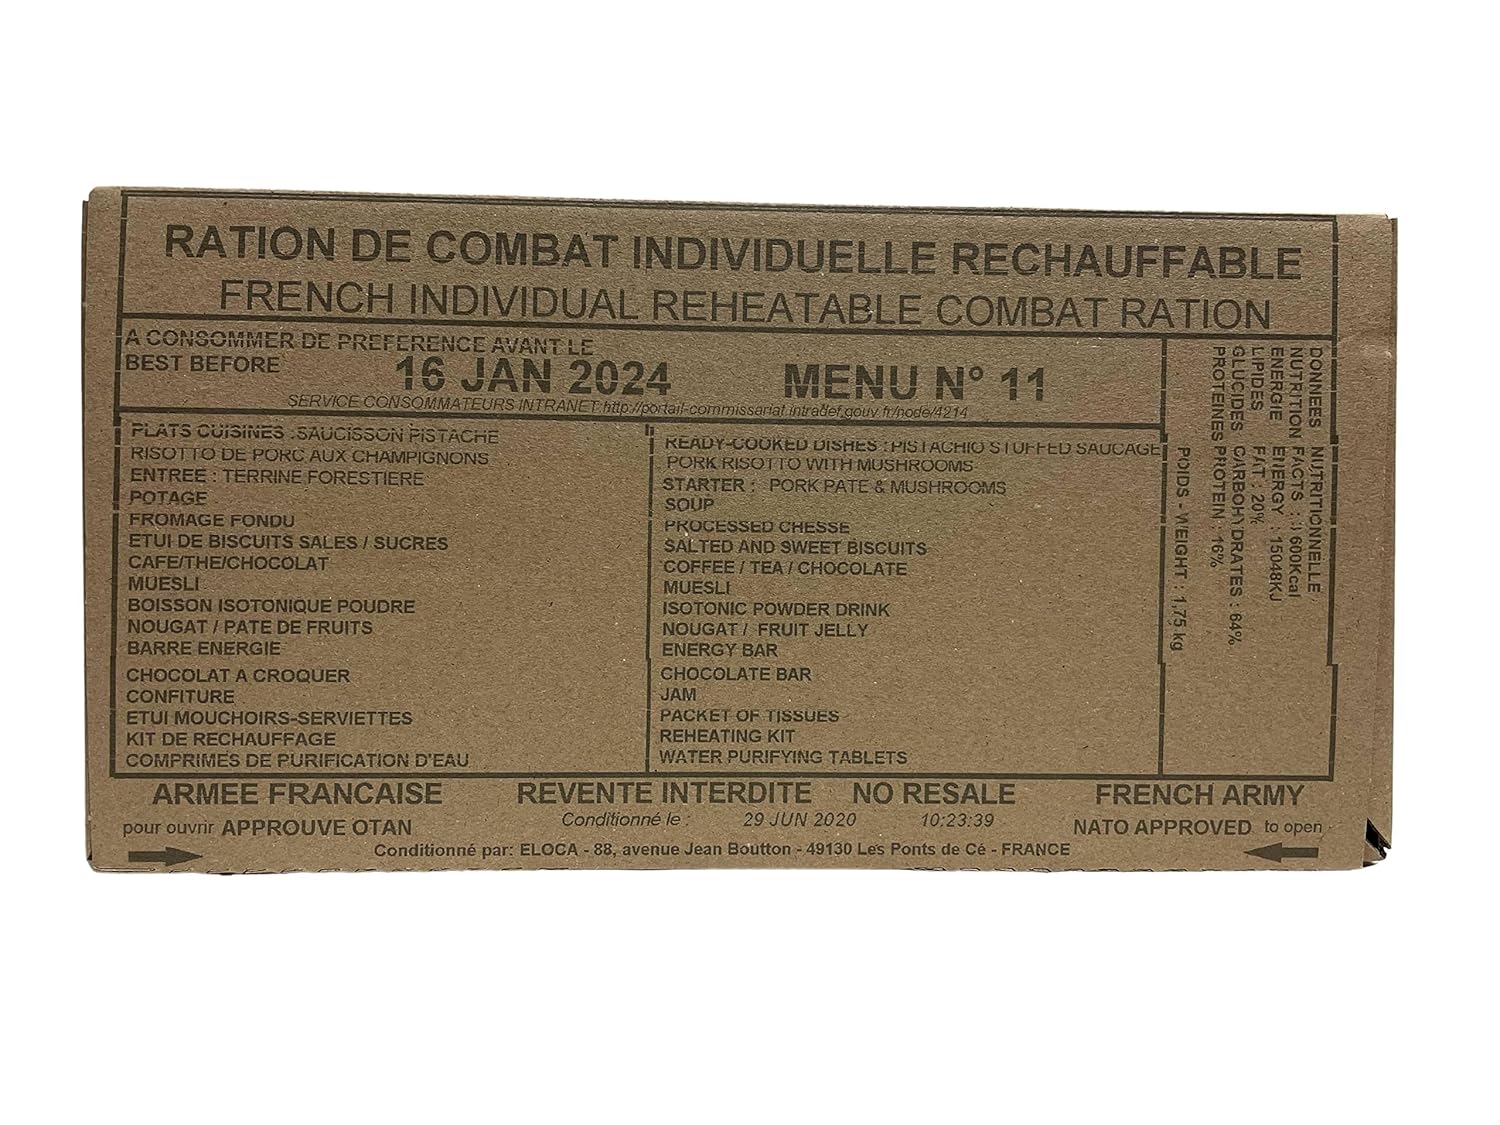 RATION DE COMBAT INDIVIDUELLE RECHAUFFABLE
FRENCH INDIVIDUAL REHEATABLE COMBAT RATION
A CONSOMMER DE PREFERENCE AVANT LE
BEST BEFORE
16 JAN 2024
MENU N° 11
SERVICE CONSOMMATEURS INTRANET:http://portail-commissariat.intradef.gouv.fr/node/4214
PLATS CUISINES :SAUCISSON PISTACHE
RISOTTO DE PORC AUX CHAMPIGNONS
ENTREE : TERRINE FORESTIERE
POTAGE
FROMAGE FONDU
ETUI DE BISCUITS SALES / SUCRES
CAFE/THE/CHOCOLAT
MUESLI
BOISSON ISOTONIQUE POUDRE
NOUGAT / PATE DE FRUITS
BARRE ENERGIE
CHOCOLAT A CROQUER
CONFITURE
ETUI MOUCHOIRS-SERVIETTES
KIT DE RECHAUFFAGE
COMPRIMES DE PURIFICATION D'EAU
READY-COOKED DISHES : PISTACHIO STUFFED SAUCAGE
PORK RISOTTO WITH MUSHROOMS
STARTER : PORK PATE & MUSHROOMS
SOUP
PROCESSED CHESSE
SALTED AND SWEET BISCUITS
COFFEE / TEA / CHOCOLATE
MUESLI
ISOTONIC POWDER DRINK
NOUGAT / FRUIT JELLY
ENERGY BAR
CHOCOLATE BAR
JAM
PACKET OF TISSUES
REHEATING KIT
WATER PURIFYING TABLETS
DONNEES NUTRITIONNELLE
NUTRITION FACTS : 3 600Kcal
ENERGIE ENERGY : 15048KJ
LIPIDES FAT : 20%
GLUCIDES CARBOHYDRATES : 64%
PROTEINES PROTEIN : 16%
POIDS - WEIGHT : 1,75 kg
ARMEE FRANCAISE REVENTE INTERDITE NO RESALE FRENCH ARMY
Conditionné le : 29 JUN 2020 10:23:39
pour ouvrir APPROUVE OTAN
NATO APPROVED to open
Conditionné par: ELOCA - 88, avenue Jean Boutton - 49130 Les Ponts de Cé - FRANCE